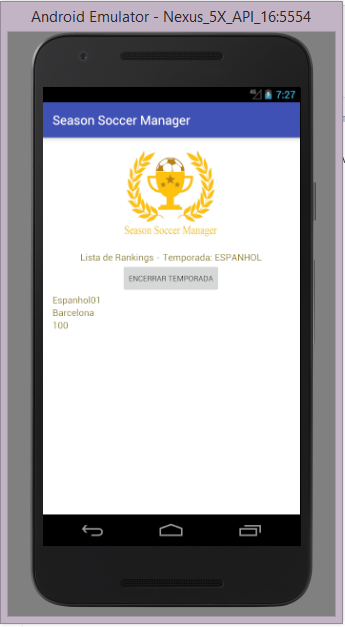 Android Emulator - Nexus_5X_API_16:5554
7:27
Season Soccer Manager
Season Soccer Manager
Lista de Rankings - Temporada: ESPANHOL
ENCERRAR TEMPORADA
Espanhol01
Barcelona
100